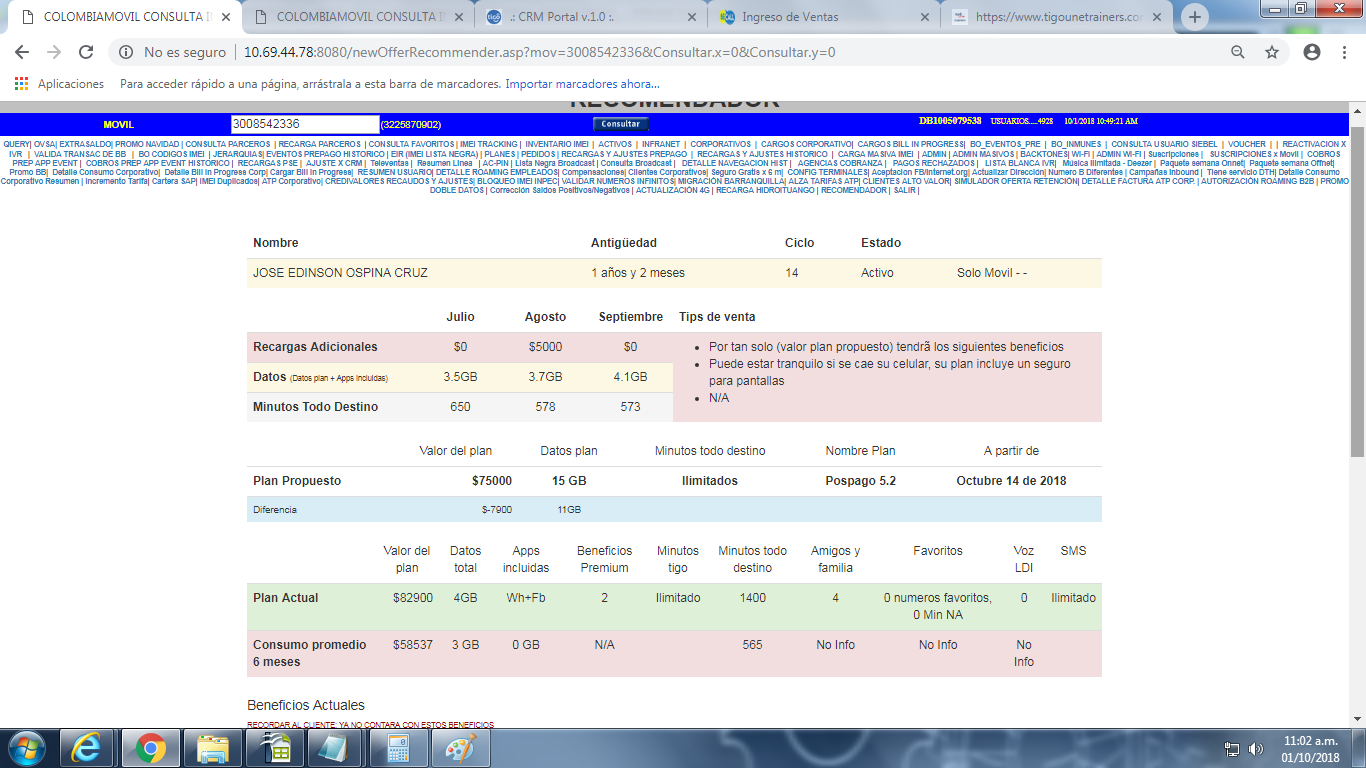 COLOMBIAMOVIL CONSULTA I
COLOMBIAMOVIL CONSULTA I
.: CRM Portal v.1.0 :.
Ingreso de Ventas
https://www.tigounetrainers.co
No es seguro | 10.69.44.78:8080/newOfferRecommender.asp?mov=3008542336&Consultar.x=0&Consultar.y=0
Aplicaciones Para acceder rápido a una página, arrástrala a esta barra de marcadores. Importar marcadores ahora...
RECOMENDADOR
MOVIL 3008542336 (3225870902) Consultar DB1005079538 USUARIOS....4928 10/1/2018 10:49:21 AM
QUERY| OVSA| EXTRASALDO| PROMO NAVIDAD | CONSULTA PARCEROS | RECARGA PARCEROS | CONSULTA FAVORITOS | IMEI TRACKING | INVENTARIO IMEI | ACTIVOS | INFRANET | CORPORATIVOS | CARGOS CORPORATIVO| CARGOS BILL IN PROGRESS| BO_EVENTOS_PRE | BO_INMUNES | CONSULTA USUARIO SIEBEL | VOUCHER | | REACTIVACION X
IVR | VALIDA TRANSAC DE BB | BO CODIGOS IMEI | JERARQUIAS| EVENTOS PREPAGO HISTORICO | EIR (IMEI LISTA NEGRA) | PLANES | PEDIDOS | RECARGAS Y AJUSTES PREPAGO | RECARGAS Y AJUSTES HISTORICO | CARGA MASIVA IMEI | ADMIN | ADMIN MASIVOS | BACKTONES| WI-FI | ADMIN WI-FI | Suscripciones | SUSCRIPCIONES x Movil | COBROS
PREP APP EVENT | COBROS PREP APP EVENT HISTORICO | RECARGAS PSE | AJUSTE X CRM | Televentas | Resumen Linea | AC-PIN | Lista Negra Broadcast | Consulta Broadcast | DETALLE NAVEGACION HISTORICO | LISTA BLANCA IVR| Musica Ilimitada - Deezer | Paquete semana Onnet| Paquete semana Offnet|
Promo BB| Detalle Consumo Corporativo| Detalle Bill In Progress Corp| Cargar Bill In Progress| RESUMEN USUARIO| DETALLE ROAMING EMPLEADOS| Compensaciones| Clientes Corporativos| Seguro Gratis x 6 m| CONFIG TERMINALES| Aceptacion FB/Internet.org| Actualizar Dirección| Numero B Diferentes | Campañas Inbound | Tiene servicio DTH| Detalle Consumo
Corporativo Resumen | Incremento Tarifa| Cartera SAP| IMEI Duplicados| ATP Corporativo| CREDIVALORES RECAUDOS Y AJUSTES| BLOQUEO IMEI INPEC| VALIDAR NUMEROS INFINITOS| MIGRACIÓN BARRANQUILLA| ALZA TARIFAS ATP| CLIENTES ALTO VALOR| SIMULADOR OFERTA RETENCIÓN| DETALLE FACTURA ATP CORP. | AUTORIZACIÓN ROAMING B2B | PROMO
DOBLE DATOS | Corrección Saldos Positivos/Negativos | ACTUALIZACIÓN 4G | RECARGA HIDROITUANGO | RECOMENDADOR | SALIR |
Nombre Antigüedad Ciclo Estado
JOSE EDINSON OSPINA CRUZ 1 años y 2 meses 14 Activo Solo Movil - -
Julio Agosto Septiembre Tips de venta
Recargas Adicionales $0 $5000 $0
Datos (Datos plan + Apps Incluidas) 3.5GB 3.7GB 4.1GB
Minutos Todo Destino 650 578 573
Por tan solo (valor plan propuesto) tendrã los siguientes beneficios
Puede estar tranquilo si se cae su celular, su plan incluye un seguro
para pantallas
N/A
Valor del plan Datos plan Minutos todo destino Nombre Plan A partir de
Plan Propuesto $75000 15 GB Ilimitados Pospago 5.2 Octubre 14 de 2018
Diferencia $-7900 11GB
Valor del Datos Apps Beneficios Minutos Minutos todo Amigos y Favoritos Voz SMS
plan total incluidas Premium tigo destino familia LDI
Plan Actual $82900 4GB Wh+Fb 2 Ilimitado 1400 4 0 numeros favoritos, 0 Ilimitado
0 Min NA
Consumo promedio $58537 3 GB 0 GB N/A 565 No Info No Info No
6 meses Info
Beneficios Actuales
RECORDAR AL CLIENTE: YA NO CONTARA CON ESTOS BENEFICIOS
11:02 a.m.
01/10/2018